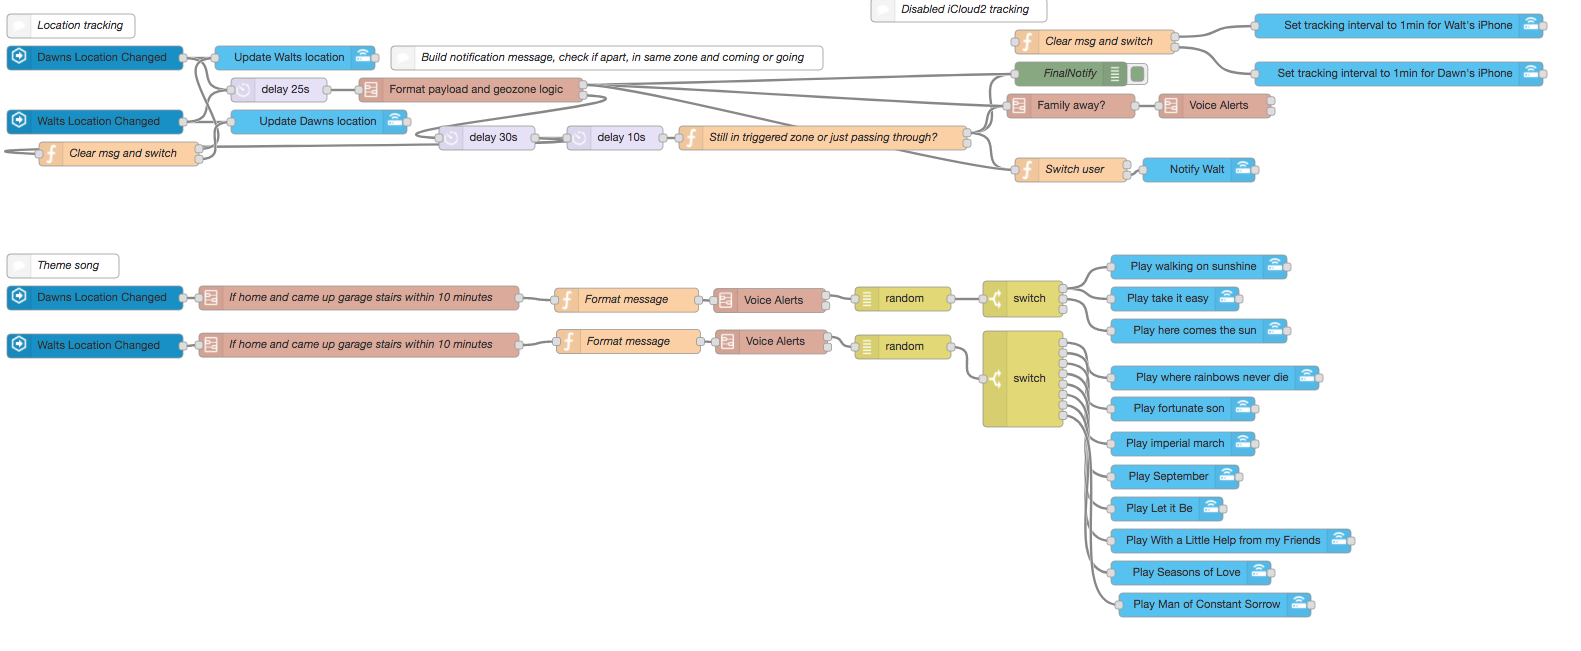 Location tracking
Disabled iCloud2 tracking
Dawns Location Changed
Update Walts location
Build notification message, check if apart, in same zone and coming or going
Clear msg and switch
Set tracking interval to 1min for Walt's iPhone
Set tracking interval to 1min for Dawn's iPhone
delay 25s
Format payload and geozone logic
FinalNotify
Family away?
Voice Alerts
Walts Location Changed
Update Dawns location
delay 30s
delay 10s
Still in triggered zone or just passing through?
Clear msg and switch
Switch user
Notify Walt
Theme song
Dawns Location Changed
If home and came up garage stairs within 10 minutes
Format message
Voice Alerts
random
switch
Play walking on sunshine
Play take it easy
Play here comes the sun
Walts Location Changed
If home and came up garage stairs within 10 minutes
Format message
Voice Alerts
random
switch
Play where rainbows never die
Play fortunate son
Play imperial march
Play September
Play Let it Be
Play With a Little Help from my Friends
Play Seasons of Love
Play Man of Constant Sorrow